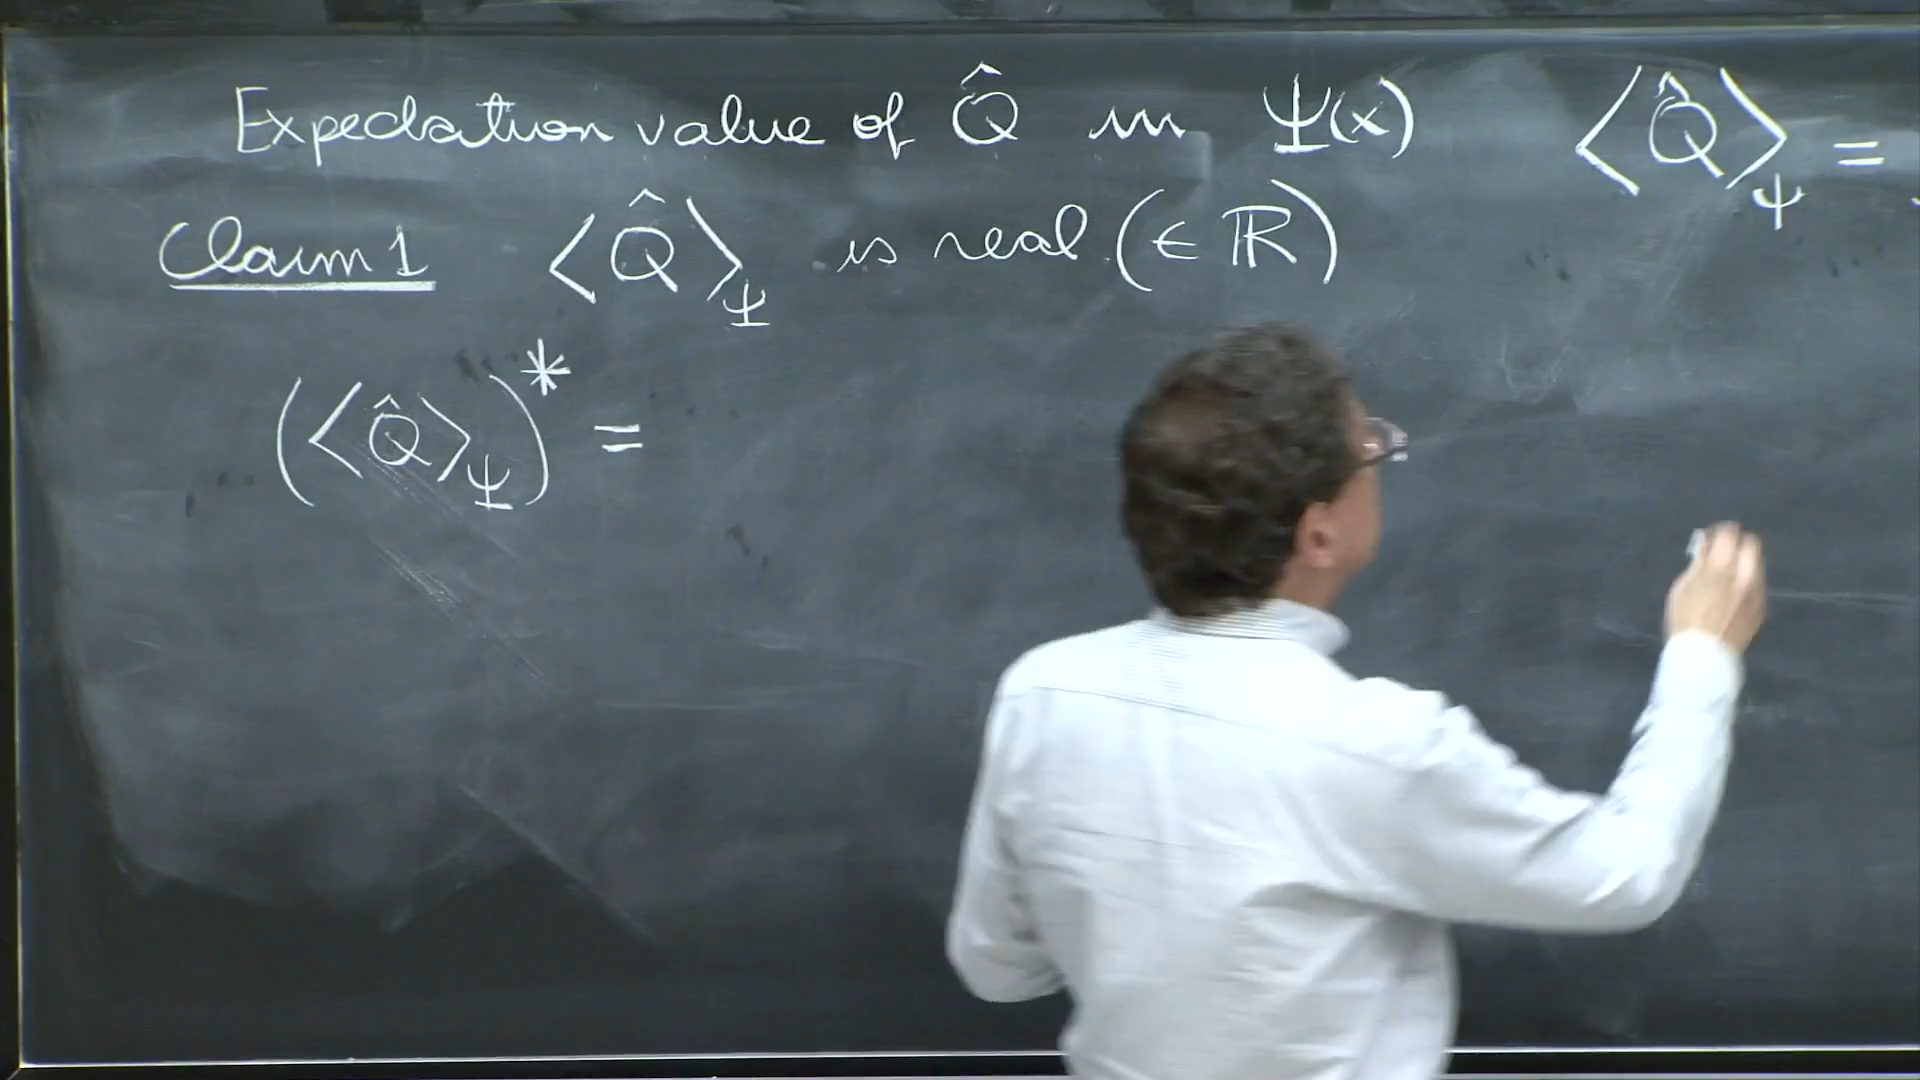 Expectation value of Q̂ in Ψ(x) ⟨Q̂⟩_Ψ =
Claim 1 ⟨Q̂⟩_Ψ is real (∈ ℝ)
(⟨Q̂⟩_Ψ)* =